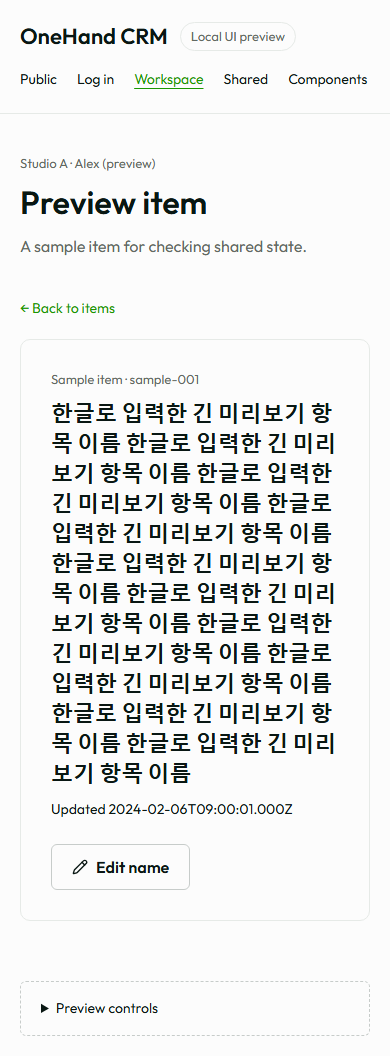 OneHand CRM
Local UI preview
Public
Log in
Workspace
Shared
Components
Studio A · Alex (preview)
Preview item
A sample item for checking shared state.
← Back to items
Sample item · sample-001
한글로 입력한 긴 미리보기 항
목 이름 한글로 입력한 긴 미리
보기 항목 이름 한글로 입력한
긴 미리보기 항목 이름 한글로
입력한 긴 미리보기 항목 이름
한글로 입력한 긴 미리보기 항
목 이름 한글로 입력한 긴 미리
보기 항목 이름 한글로 입력한
긴 미리보기 항목 이름 한글로
입력한 긴 미리보기 항목 이름
한글로 입력한 긴 미리보기 항
목 이름 한글로 입력한 긴 미리
보기 항목 이름
Updated 2024-02-06T09:00:01.000Z
Edit name
Preview controls